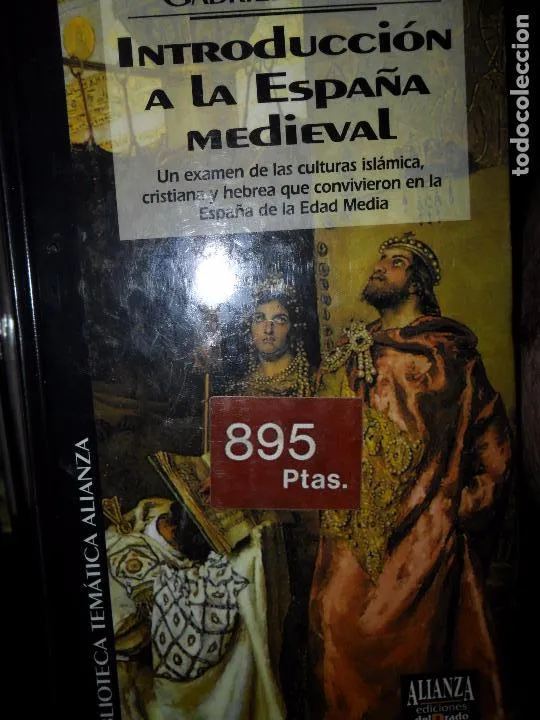 INTRODUCCIÓN
A LA ESPAÑA
MEDIEVAL
Un examen de las culturas islámica,
cristiana y hebrea que convivieron en la
España de la Edad Media
895
Ptas.
TEMÁTICA ALIANZA
ALIANZA
ediciones
todocoleccion